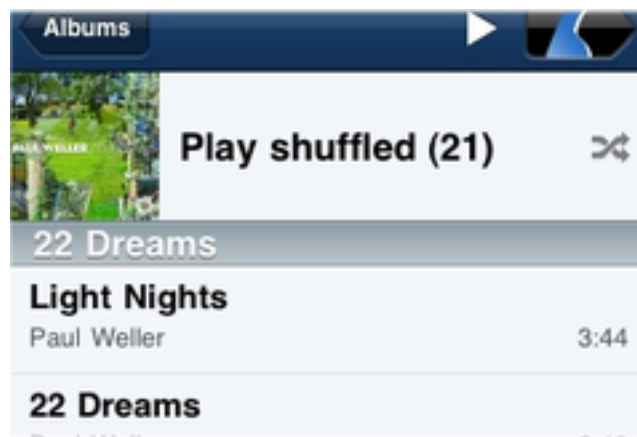 Albums
PAUL WELLER
Play shuffled (21)
22 Dreams
Light Nights
Paul Weller
3:44
22 Dreams